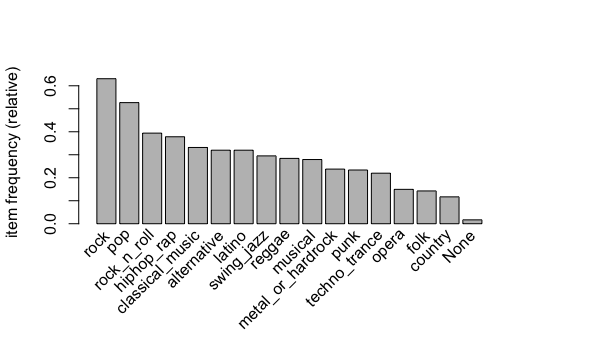 item frequency (relative)
0.6
0.4
0.2
0.0
rock
pop
rock_n_roll
hiphop_rap
classical_music
alternative
latino
swing_jazz
reggae
musical
metal_or_hardrock
punk
techno_trance
opera
folk
country
None